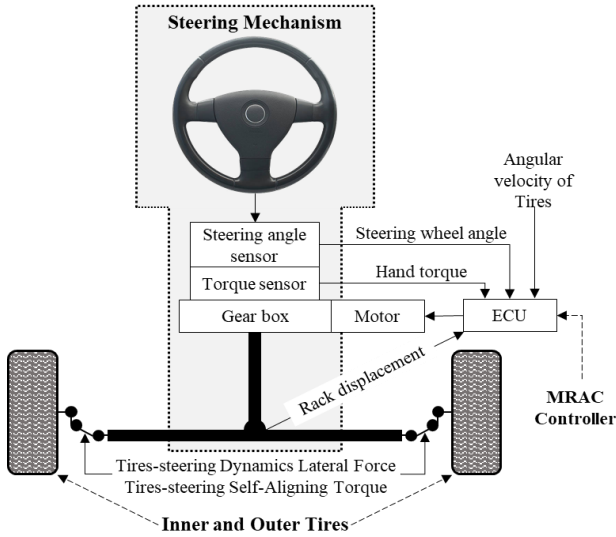 Steering Mechanism
Angular
velocity of
Tires
Steering angle
sensor
Steering wheel angle
Torque sensor
Hand torque
Gear box
Motor
ECU
Rack displacement
MRAC
Controller
Tires-steering Dynamics Lateral Force
Tires-steering Self-Aligning Torque
Inner and Outer Tires